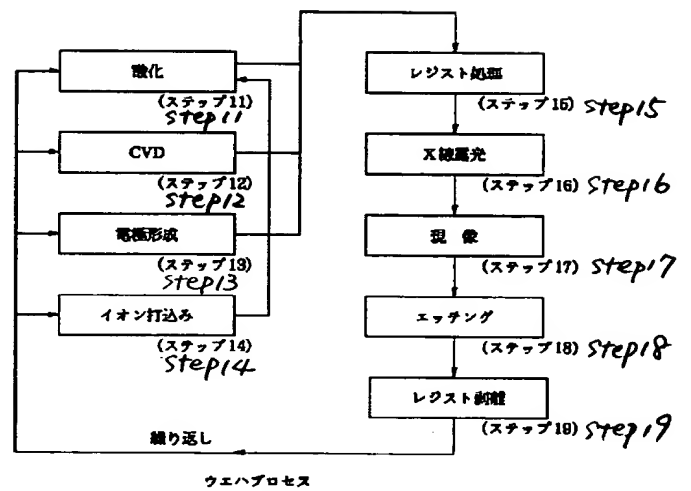 酸化
(ステップ11)
step11
CVD
(ステップ12)
step12
電極形成
(ステップ13)
step13
イオン打込み
(ステップ14)
step14
レジスト処理
(ステップ15) step15
X線露光
(ステップ16) step16
現 像
(ステップ17) step17
エッチング
(ステップ18) step18
レジスト剥離
(ステップ19) step19
繰り返し
ウエハプロセス